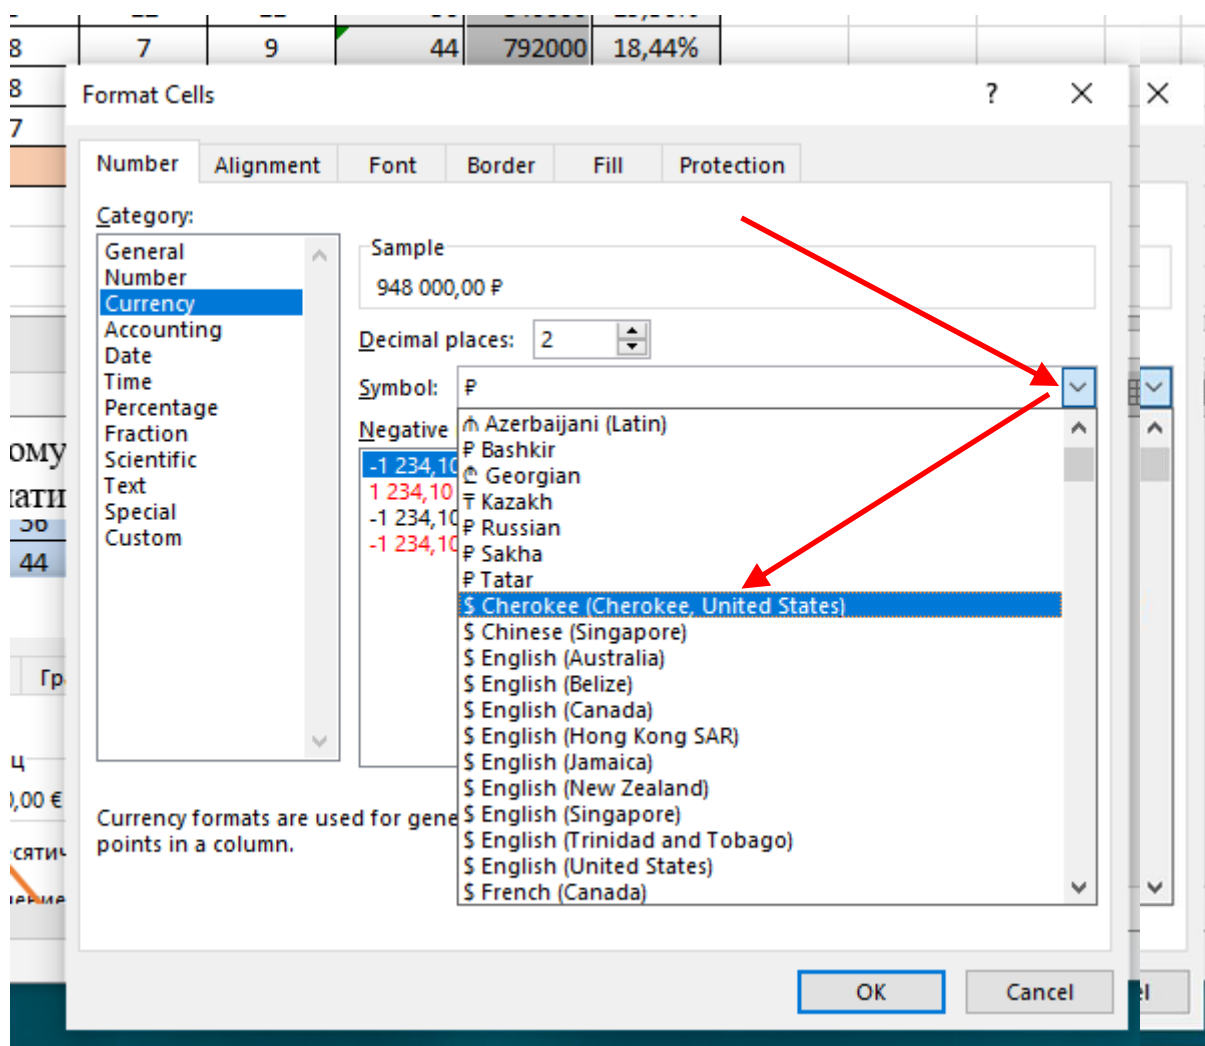 8 7 9 44 792000 18,44%
8
7
Format Cells ?
Number Alignment Font Border Fill Protection
Category:
General
Number
Currency
Accounting
Date
Time
Percentage
Fraction
Scientific
Text
Special
Custom
Sample
948 000,00 ₽
Decimal places: 2
Symbol: ₽
Negative
-1 234,10
1 234,10
-1 234,10
-1 234,10
₼ Azerbaijani (Latin)
₽ Bashkir
₾ Georgian
₸ Kazakh
₽ Russian
₽ Sakha
₽ Tatar
$ Cherokee (Cherokee, United States)
$ Chinese (Singapore)
$ English (Australia)
$ English (Belize)
$ English (Canada)
$ English (Hong Kong SAR)
$ English (Jamaica)
$ English (New Zealand)
$ English (Singapore)
$ English (Trinidad and Tobago)
$ English (United States)
$ French (Canada)
Currency formats are used for gene
points in a column.
OK Cancel
ому
44
Гр
ц
,00 €